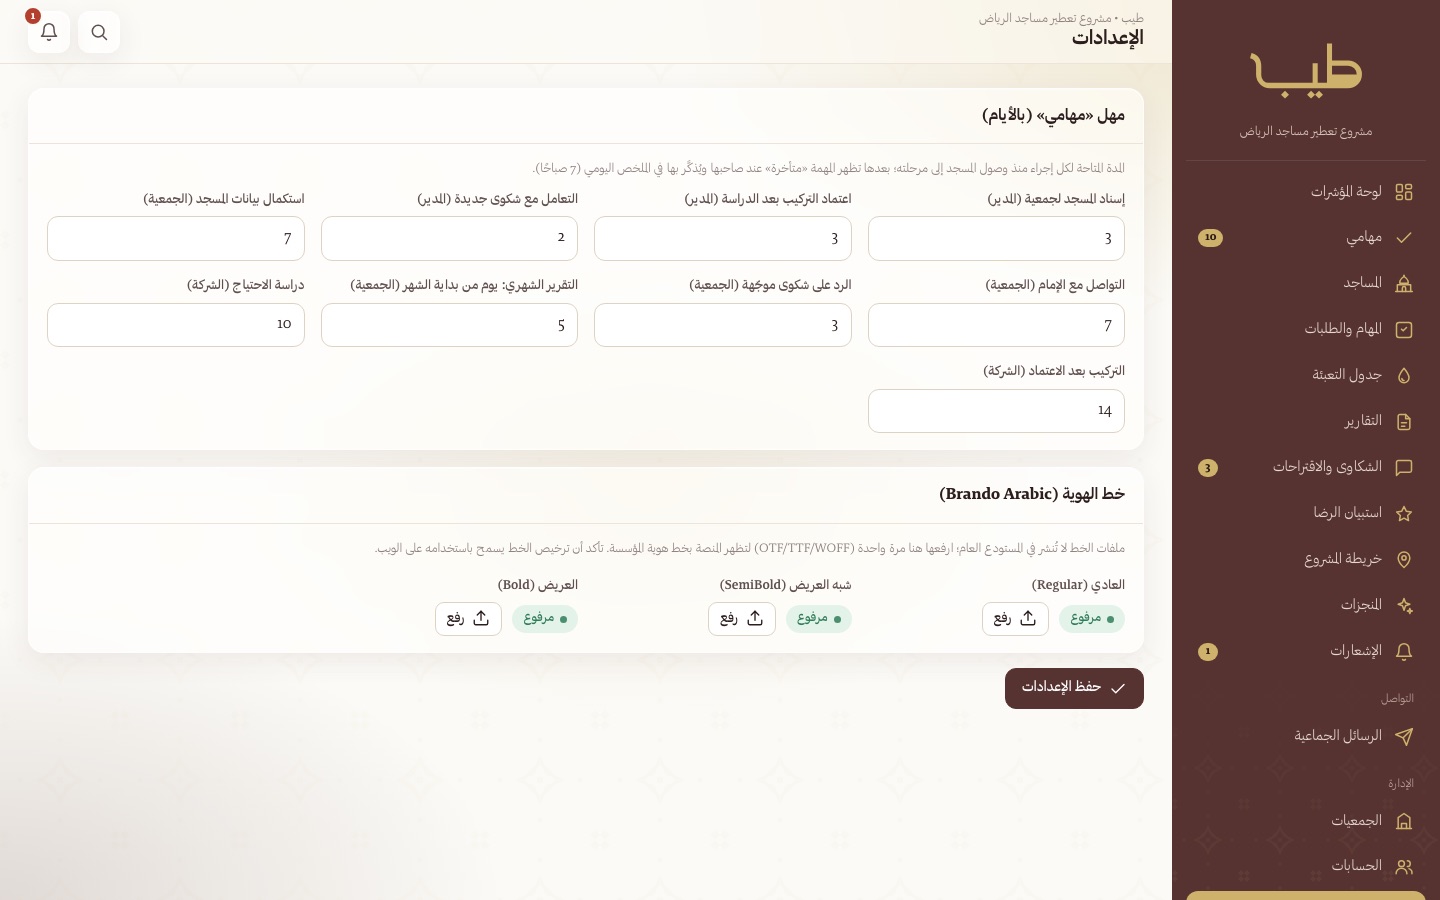 طيب
مشروع تعطير مساجد الرياض
لوحة المؤشرات
مهامي
10
المساجد
المهام والطلبات
جدول التعبئة
التقارير
الشكاوى والاقتراحات
3
استبيان الرضا
خريطة المشروع
المنجزات
الإشعارات
1
التواصل
الرسائل الجماعية
الإدارة
الجمعيات
الحسابات
طيب • مشروع تعطير مساجد الرياض
الإعدادات
1
مهل «مهامي» (بالأيام)
المدة المتاحة لكل إجراء منذ وصول المسجد إلى مرحلته؛ بعدها تظهر المهمة «متأخرة» عند صاحبها ويُذكَّر بها في الملخص اليومي (7 صباحًا).
إسناد المسجد لجمعية (المدير)
3
اعتماد التركيب بعد الدراسة (المدير)
3
التعامل مع شكوى جديدة (المدير)
2
استكمال بيانات المسجد (الجمعية)
7
التواصل مع الإمام (الجمعية)
7
الرد على شكوى موجّهة (الجمعية)
3
التقرير الشهري: يوم من بداية الشهر (الجمعية)
5
دراسة الاحتياج (الشركة)
10
التركيب بعد الاعتماد (الشركة)
14
خط الهوية (Brando Arabic)
ملفات الخط لا تُنشر في المستودع العام؛ ارفعها هنا مرة واحدة (OTF/TTF/WOFF) لتظهر المنصة بخط هوية المؤسسة. تأكد أن ترخيص الخط يسمح باستخدامه على الويب.
العادي (Regular)
مرفوع
رفع
شبه العريض (SemiBold)
مرفوع
رفع
العريض (Bold)
مرفوع
رفع
حفظ الإعدادات